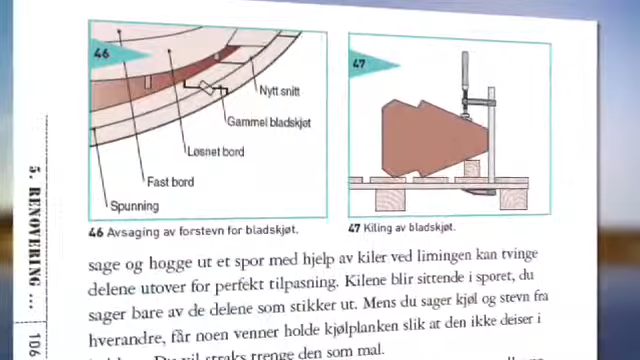 46
Nytt snitt
Gammel bladskjøt
Løsnet bord
Fast bord
Spunning
46 Avsaging av forstevn for bladskjøt.
47
47 Kiling av bladskjøt.
5. RENOVERING ...
106
sage og hogge ut et spor med hjelp av kiler ved limingen kan tvinge
delene utover for perfekt tilpasning. Kilene blir sittende i sporet, du
sager bare av de delene som stikker ut. Mens du sager kjøl og stevn fra
hverandre, får noen venner holde kjølplanken slik at den ikke deiser i
Du vil straks trenge den som mal.